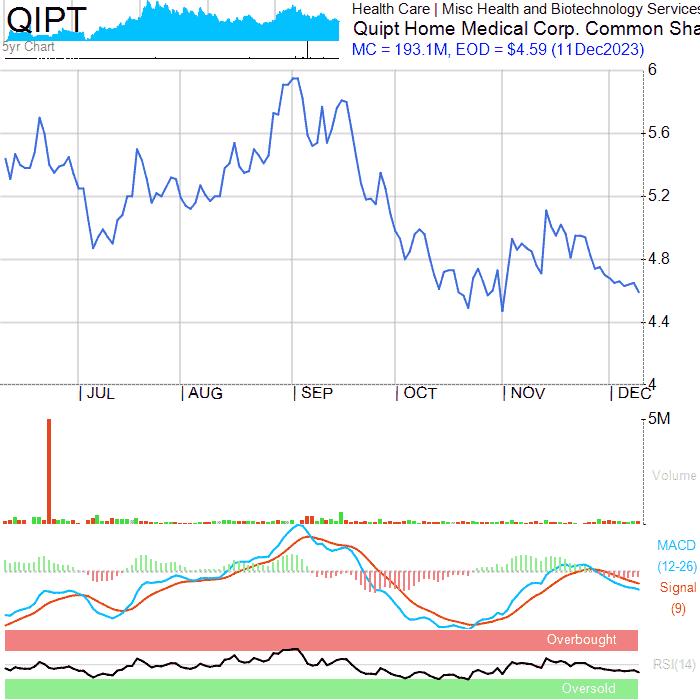 QIPT
5yr Chart
Health Care | Misc Health and Biotechnology Services
Quipt Home Medical Corp. Common Sha
MC = 193.1M, EOD = $4.59 (11Dec2023)
6
5.6
5.2
4.8
4.4
4
JUL AUG SEP OCT NOV DEC
5M
Volume
MACD
(12-26)
Signal
(9)
Overbought
RSI(14)
Oversold